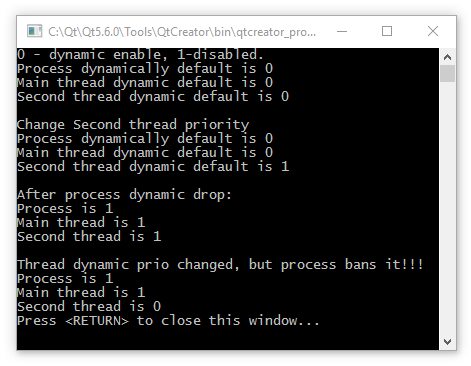 C:\Qt\Qt5.6.0\Tools\QtCreator\bin\qtcreator_pro...
0 - dynamic enable, 1-disabled.
Process dynamically default is 0
Main thread dynamic default is 0
Second thread dynamic default is 0
Change Second thread priority
Process dynamically default is 0
Main thread dynamic default is 0
Second thread dynamic default is 1
After process dynamic drop:
Process is 1
Main thread is 1
Second thread is 1
Thread dynamic prio changed, but process bans it!!!
Process is 1
Main thread is 1
Second thread is 0
Press <RETURN> to close this window...